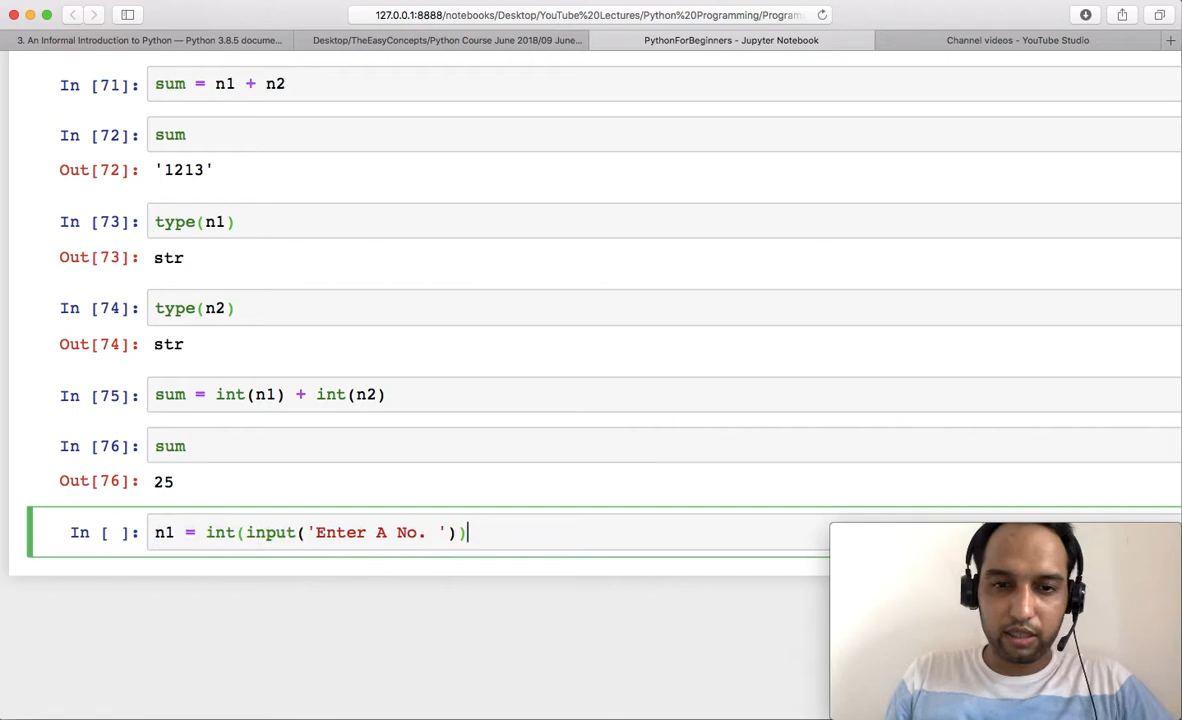 127.0.0.1:8888/notebooks/Desktop/YouTube%20Lectures/Python%20Programming/Program
3. An Informal Introduction to Python — Python 3.8.5 docume...
Desktop/TheEasyConcepts/Python Course June 2018/09 June...
PythonForBeginners - Jupyter Notebook
Channel videos - YouTube Studio
In [71]: sum = n1 + n2
In [72]: sum
Out[72]: '1213'
In [73]: type(n1)
Out[73]: str
In [74]: type(n2)
Out[74]: str
In [75]: sum = int(n1) + int(n2)
In [76]: sum
Out[76]: 25
In [ ]: n1 = int(input('Enter A No. '))